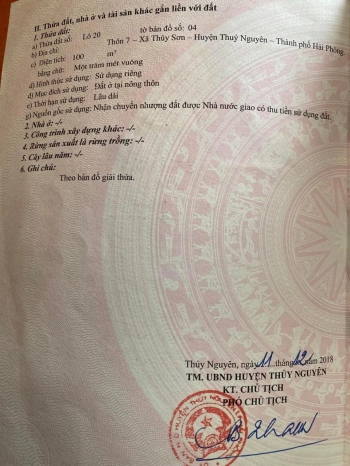 II. Thửa đất, nhà ở và tài sản khác gắn liền với đất
1. Thửa đất:
a) Thửa đất số: Lô 20 tờ bản đồ số: 04
b) Địa chỉ: Thôn 7 – Xã Thủy Sơn – Huyện Thuỷ Nguyên – Thành phố Hải Phòng.
c) Diện tích: 100 m²
bằng chữ: Một trăm mét vuông
d) Hình thức sử dụng: Sử dụng riêng
đ) Mục đích sử dụng: Đất ở tại nông thôn
e) Thời hạn sử dụng: Lâu dài
g) Nguồn gốc sử dụng: Nhận chuyển nhượng đất được Nhà nước giao có thu tiền sử dụng đất.
2. Nhà ở: -/-
3. Công trình xây dựng khác: -/-
4. Rừng sản xuất là rừng trồng: -/-
5. Cây lâu năm: -/-
6. Ghi chú:
Theo bản đồ giải thửa.
Thủy Nguyên, ngày 11 tháng 12 năm 2018
TM. UBND HUYỆN THỦY NGUYÊN
KT. CHỦ TỊCH
PHÓ CHỦ TỊCH